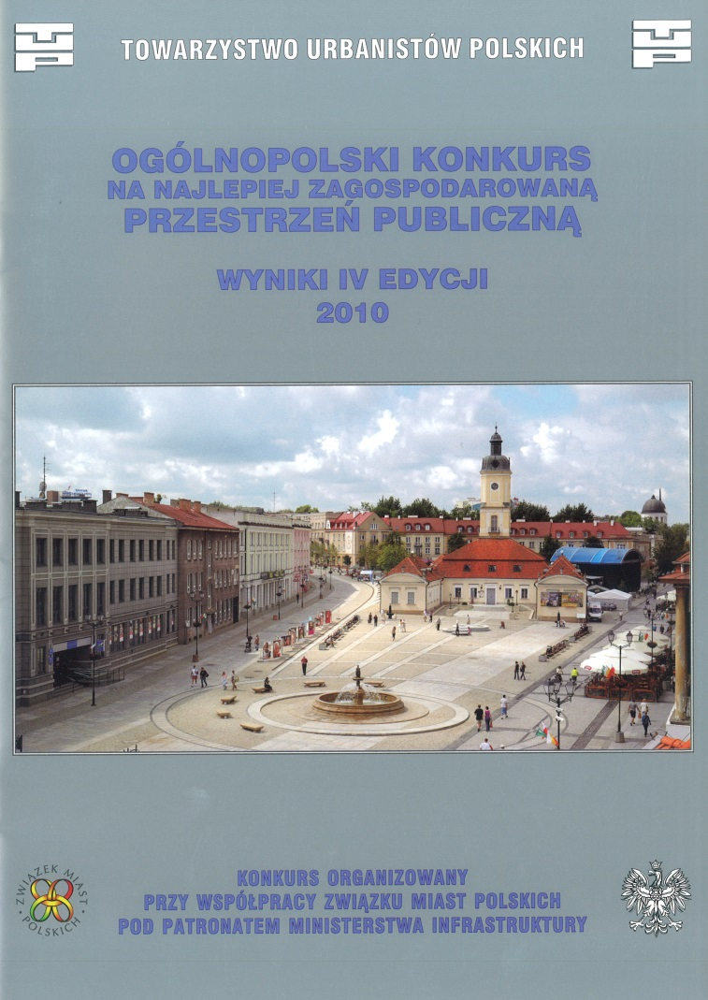 TOWARZYSTWO URBANISTÓW POLSKICH
OGÓLNOPOLSKI KONKURS
NA NAJLEPIEJ ZAGOSPODAROWANĄ
PRZESTRZEŃ PUBLICZNĄ
WYNIKI IV EDYCJI
2010
ZWIĄZEK MIAST
POLSKICH
KONKURS ORGANIZOWANY
PRZY WSPÓŁPRACY ZWIĄZKU MIAST POLSKICH
POD PATRONATEM MINISTERSTWA INFRASTRUKTURY